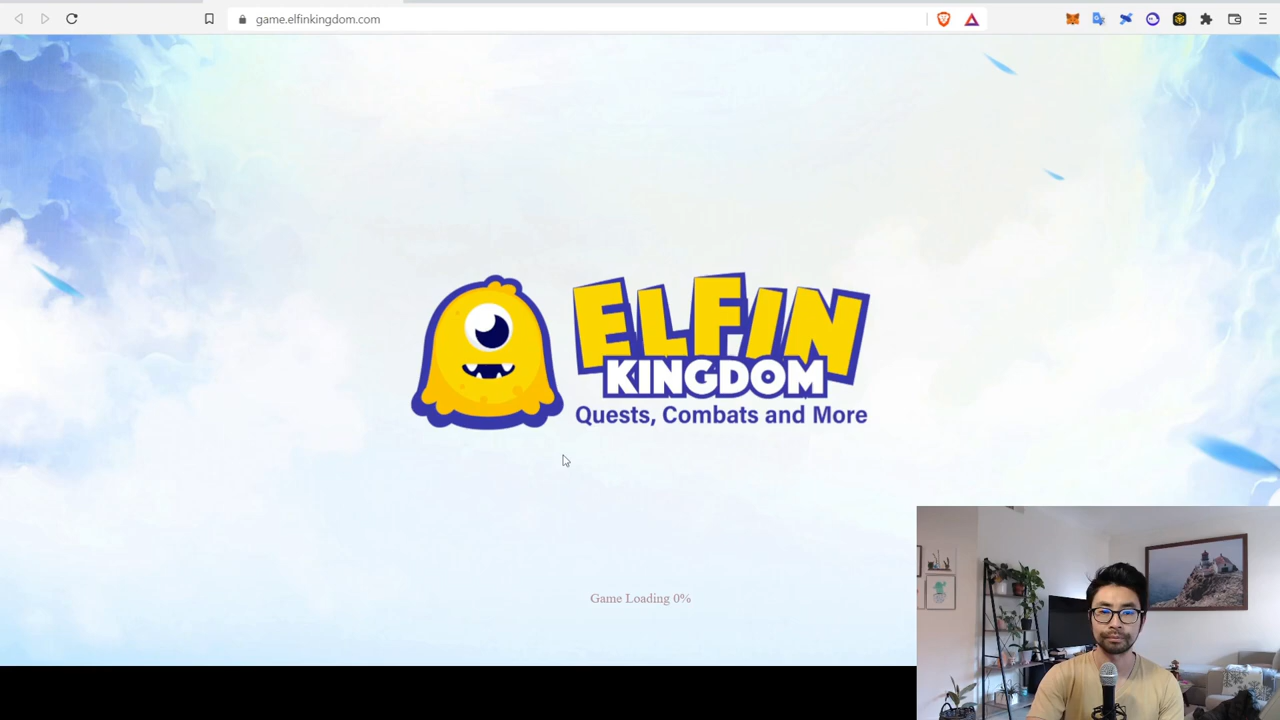 game.elfinkingdom.com
ELFIN
KINGDOM
Quests, Combats and More
Game Loading 0%